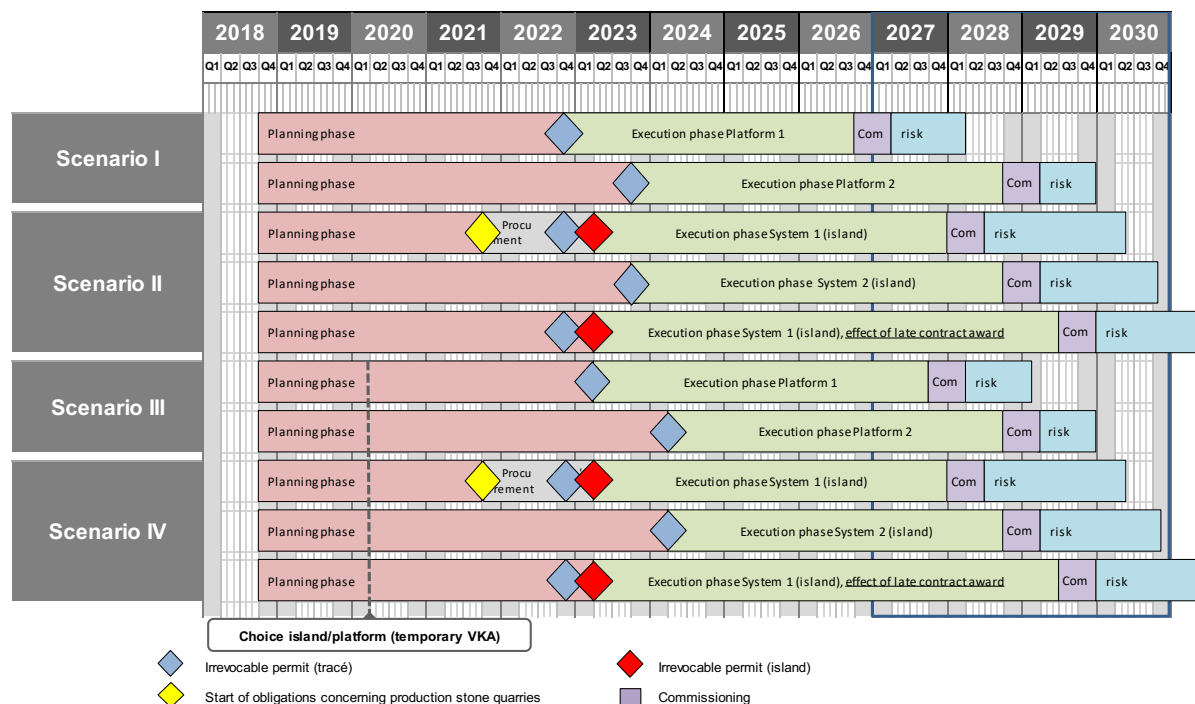 2018 2019 2020 2021 2022 2023 2024 2025 2026 2027 2028 2029 2030
Q1 Q2 Q3 Q4 Q1 Q2 Q3 Q4 Q1 Q2 Q3 Q4 Q1 Q2 Q3 Q4 Q1 Q2 Q3 Q4 Q1 Q2 Q3 Q4 Q1 Q2 Q3 Q4 Q1 Q2 Q3 Q4 Q1 Q2 Q3 Q4 Q1 Q2 Q3 Q4 Q1 Q2 Q3 Q4 Q1 Q2 Q3 Q4 Q1 Q2 Q3 Q4
Scenario I
Planning phase Execution phase Platform 1 Com risk
Planning phase Execution phase Platform 2 Com risk
Scenario II
Planning phase Procu
ment Execution phase System 1 (island) Com risk
Planning phase Execution phase System 2 (island) Com risk
Planning phase Execution phase System 1 (island), effect of late contract award Com risk
Scenario III
Planning phase Execution phase Platform 1 Com risk
Planning phase Execution phase Platform 2 Com risk
Scenario IV
Planning phase Procu
rement Execution phase System 1 (island) Com risk
Planning phase Execution phase System 2 (island) Com risk
Planning phase Execution phase System 1 (island), effect of late contract award Com risk
Choice island/platform (temporary VKA)
Irrevocable permit (tracé) Irrevocable permit (island)
Start of obligations concerning production stone quarries Commissioning